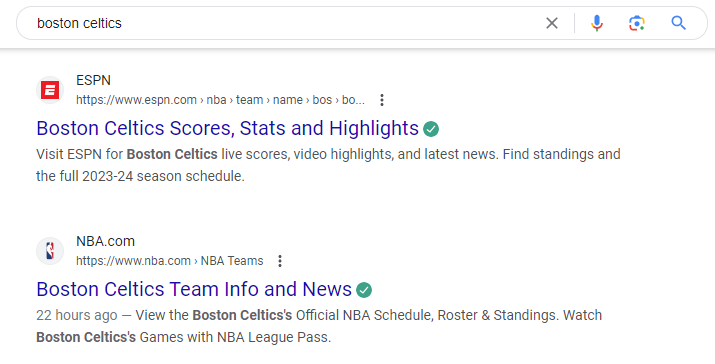 boston celtics
ESPN
https://www.espn.com › nba › team › name › bos › bo...
Boston Celtics Scores, Stats and Highlights
Visit ESPN for Boston Celtics live scores, video highlights, and latest news. Find standings and
the full 2023-24 season schedule.
NBA.com
https://www.nba.com › NBA Teams
Boston Celtics Team Info and News
22 hours ago — View the Boston Celtics's Official NBA Schedule, Roster & Standings. Watch
Boston Celtics's Games with NBA League Pass.